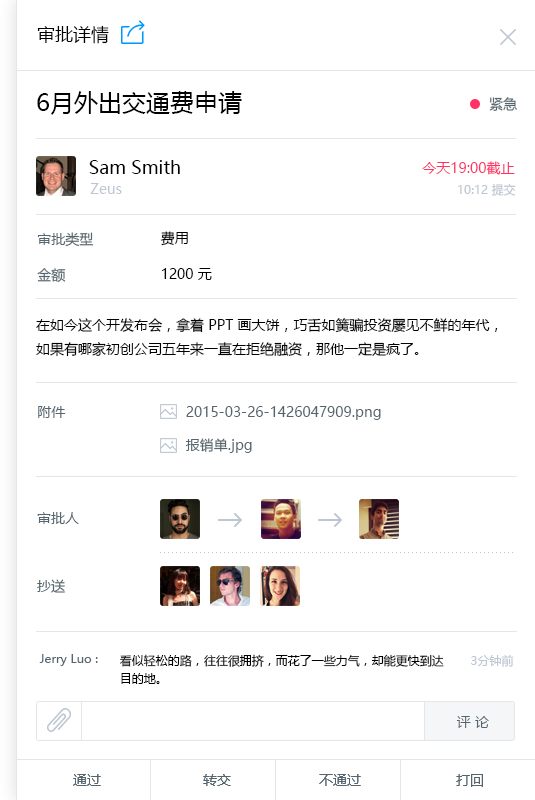 审批详情
6月外出交通费申请
紧急
Sam Smith
今天19:00截止
Zeus
10:12 提交
审批类型
费用
金额
1200 元
在如今这个开发布会，拿着 PPT 画大饼，巧舌如簧骗投资屡见不鲜的年代，
如果有哪家初创公司五年来一直在拒绝融资，那他一定是疯了。
附件
2015-03-26-1426047909.png
报销单.jpg
审批人
抄送
Jerry Luo :
看似轻松的路，往往很拥挤，而花了一些力气，却能更快到达
目的地。
3分钟前
评 论
通过
转交
不通过
打回